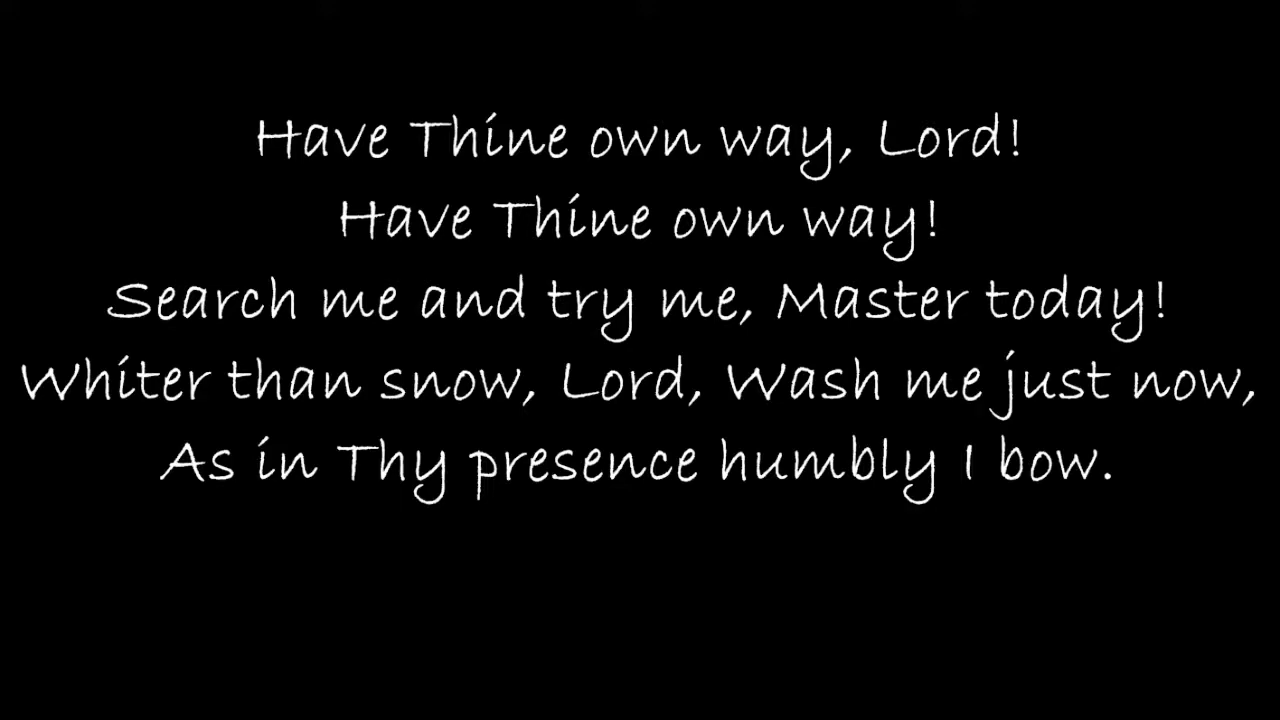 Have Thine own way, Lord!
Have Thine own way!
Search me and try me, Master today!
Whiter than snow, Lord, Wash me just now,
As in Thy presence humbly I bow.